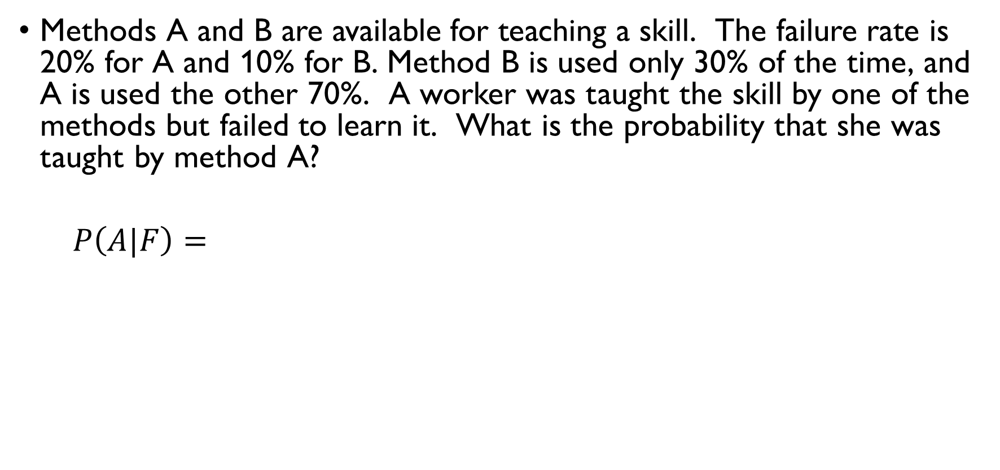 • Methods A and B are available for teaching a skill.  The failure rate is
20% for A and 10% for B. Method B is used only 30% of the time, and
A is used the other 70%.  A worker was taught the skill by one of the
methods but failed to learn it.  What is the probability that she was
taught by method A?
P(A|F) =